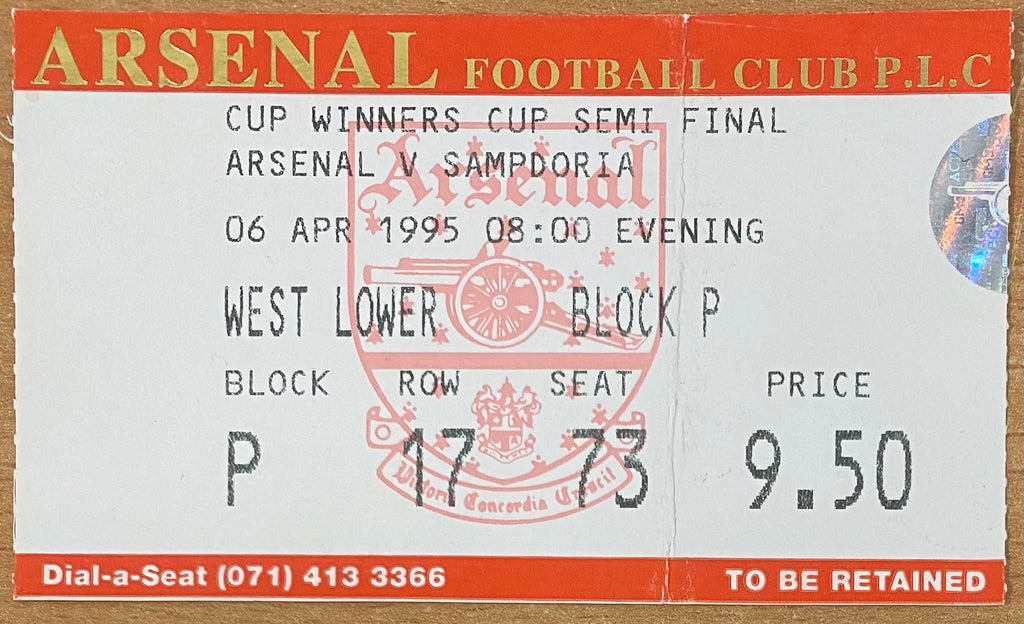 ARSENAL FOOTBALL CLUB P.L.C
CUP WINNERS CUP SEMI FINAL
ARSENAL V SAMPDORIA
Arsenal
06 APR 1995 08:00 EVENING
WEST LOWER BLOCK P
BLOCK ROW SEAT PRICE
P 17 73 9.50
Victoria Concordia Crescit
Dial-a-Seat (071) 413 3366
TO BE RETAINED